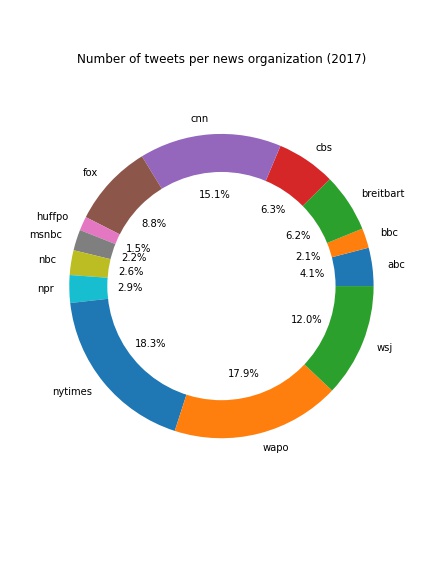 Number of tweets per news organization (2017)
cnn
cbs
fox
breitbart
15.1%
6.3%
huffpo
8.8%
bbc
msnbc
6.2%
1.5%
nbc
2.2%
2.1%
abc
2.6%
4.1%
npr
2.9%
12.0%
18.3%
wsj
17.9%
nytimes
wapo